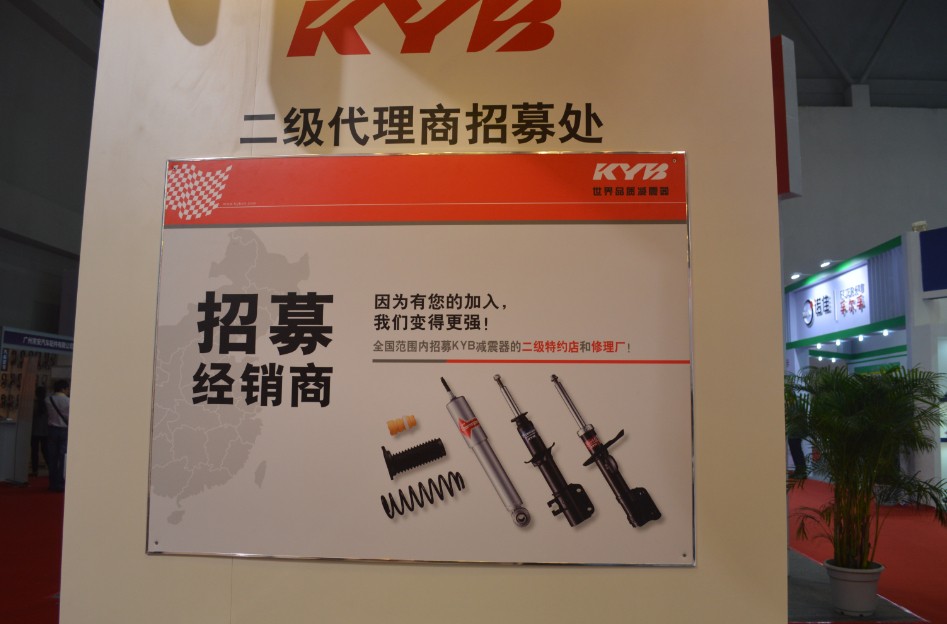 KYB
二级代理商招募处
KYB
世界品质减震器
招募
经销商
因为有您的加入，
我们变得更强！
全国范围内招募KYB减震器的二级特约店和修理厂！
诺佳